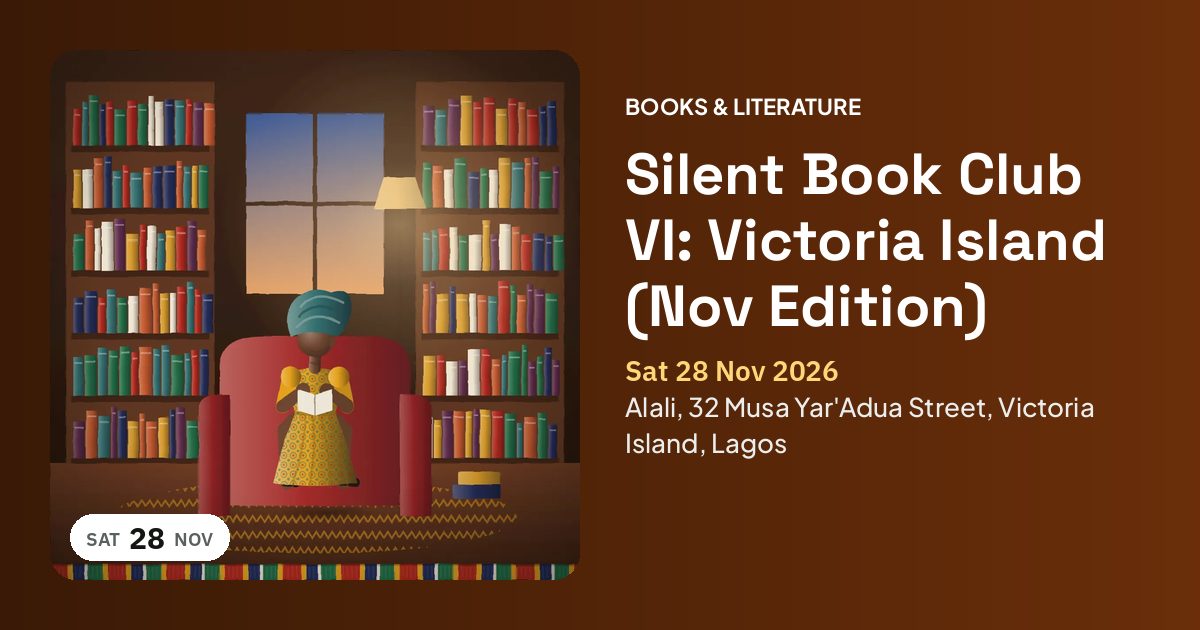 BOOKS & LITERATURE
Silent Book Club
VI: Victoria Island
(Nov Edition)
Sat 28 Nov 2026
Alali, 32 Musa Yar'Adua Street, Victoria
Island, Lagos
SAT 28 NOV